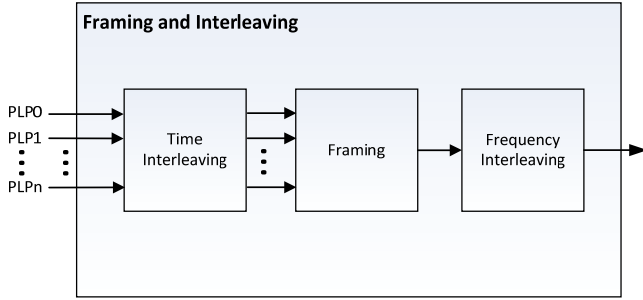 Framing and Interleaving
PLP0
PLP1
PLPn
Time
Interleaving
Framing
Frequency
Interleaving